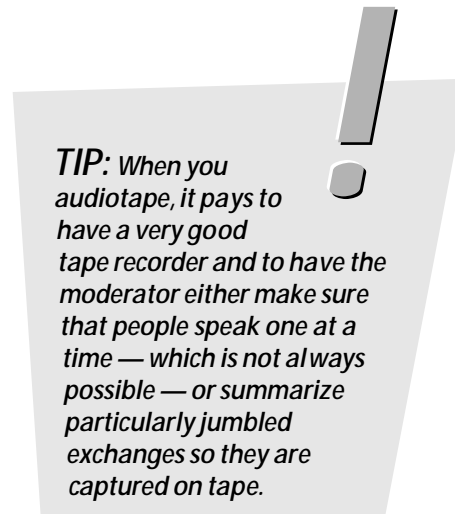 TIP: When you
audiotape, it pays to
have a very good
tape recorder and to have the
moderator either make sure
that people speak one at a
time — which is not always
possible — or summarize
particularly jumbled
exchanges so they are
captured on tape.